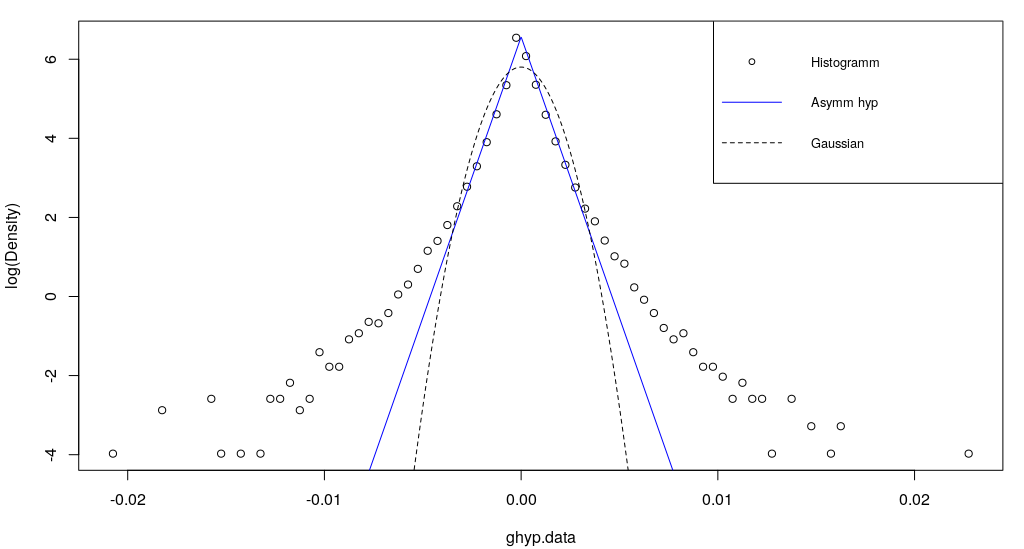 Histogramm
Asymm hyp
Gaussian
log(Density)
6
4
2
0
-2
-4
-0.02
-0.01
0.00
0.01
0.02
ghyp.data